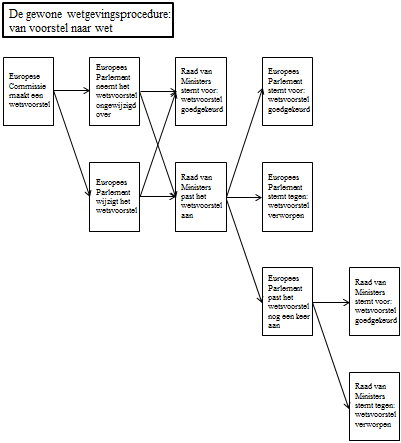 De gewone wetgevingsprocedure:
van voorstel naar wet
Europese
Commissie
maakt een
wetsvoorstel
Europees
Parlement
neemt het
wetsvoorstel
ongewijzigd
over
Raad van
Ministers
stemt voor:
wetsvoorstel
goedgekeurd
Europees
Parlement
stemt voor:
wetsvoorstel
goedgekeurd
Europees
Parlement
wijzigt het
wetsvoorstel
Raad van
Ministers
past het
wetsvoorstel
aan
Europees
Parlement
stemt tegen:
wetsvoorstel
verworpen
Europees
Parlement
past het
wetsvoorstel
nog een keer
aan
Raad van
Ministers
stemt voor:
wetsvoorstel
goedgekeurd
Raad van
Ministers
stemt tegen:
wetsvoorstel
verworpen